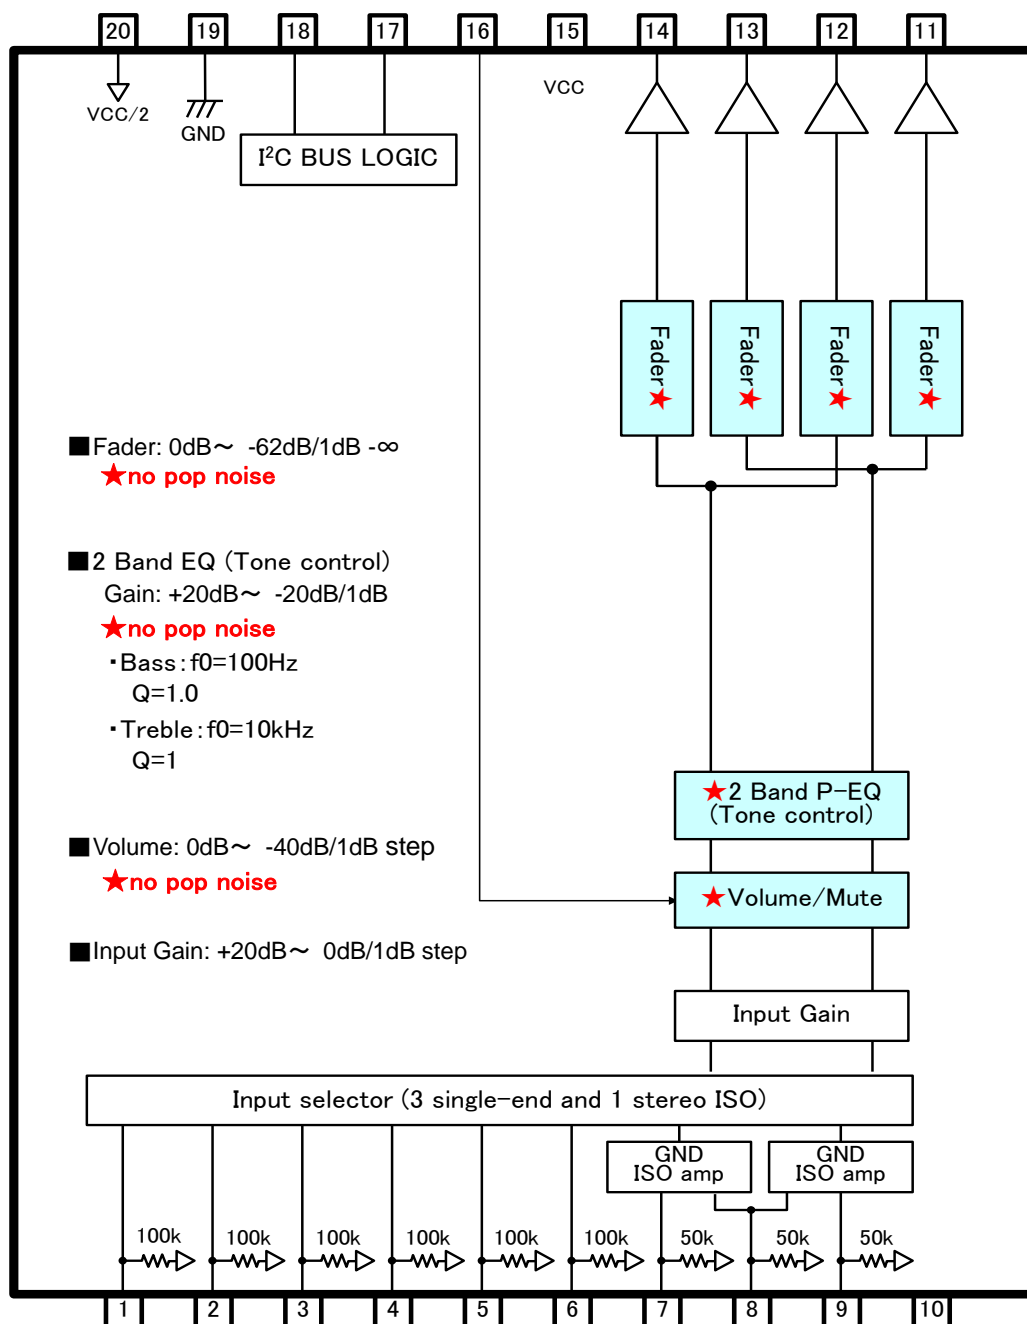 20 19 18 17 16 15 14 13 12 11
VCC/2
GND
VCC
I²C BUS LOGIC
Fader★ Fader★ Fader★ Fader★
■Fader: 0dB～ -62dB/1dB -∞
★no pop noise
■2 Band EQ (Tone control)
Gain: +20dB～ -20dB/1dB
★no pop noise
・Bass:f0=100Hz
Q=1.0
・Treble:f0=10kHz
Q=1
★2 Band P-EQ
(Tone control)
■Volume: 0dB～ -40dB/1dB step
★no pop noise
★Volume/Mute
■Input Gain: +20dB～ 0dB/1dB step
Input Gain
Input selector (3 single-end and 1 stereo ISO)
GND
ISO amp
GND
ISO amp
100k 100k 100k 100k 100k 100k 50k 50k 50k
1 2 3 4 5 6 7 8 9 10